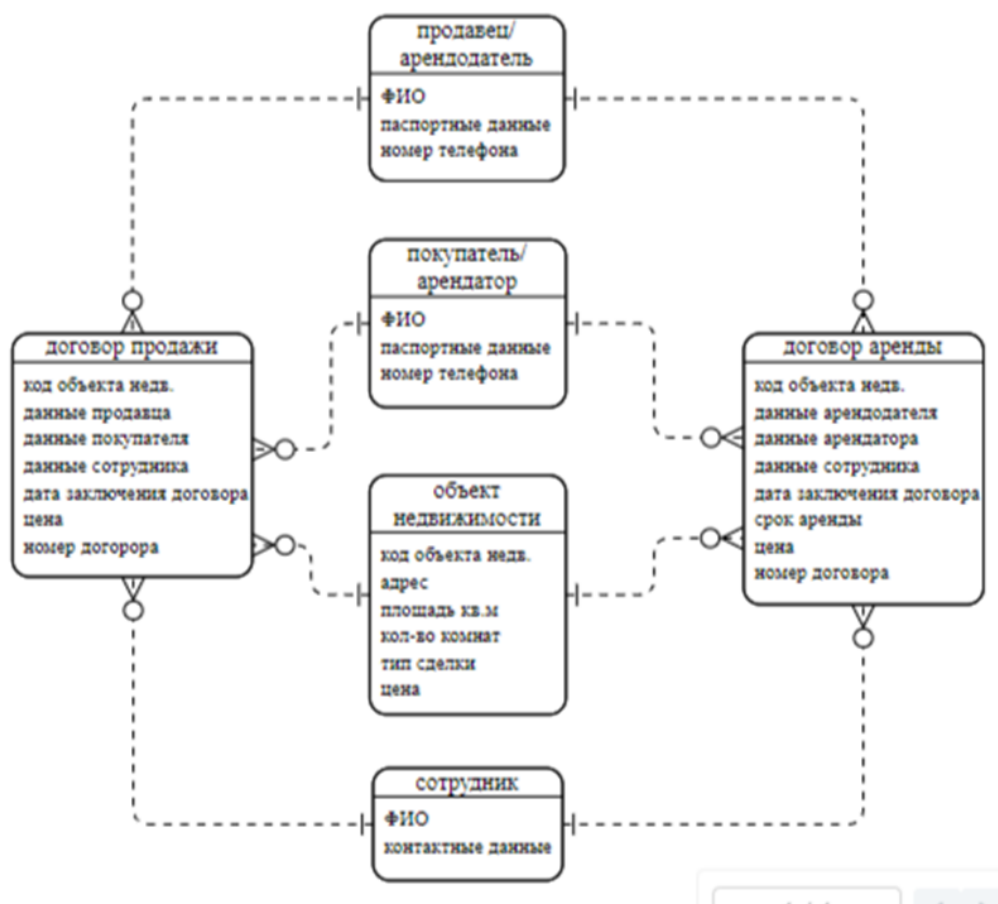 продавец/
арендодатель
ФИО
паспортные данные
номер телефона
покупатель/
арендатор
ФИО
паспортные данные
номер телефона
договор продажи
код объекта недв.
данные продавца
данные покупателя
данные сотрудника
дата заключения договора
цена
номер догорора
договор аренды
код объекта недв.
данные арендодателя
данные арендатора
данные сотрудника
дата заключения договора
срок аренды
цена
номер договора
объект
недвижимости
код объекта недв.
адрес
площадь кв.м
кол-во комнат
тип сделки
цена
сотрудник
ФИО
контактные данные